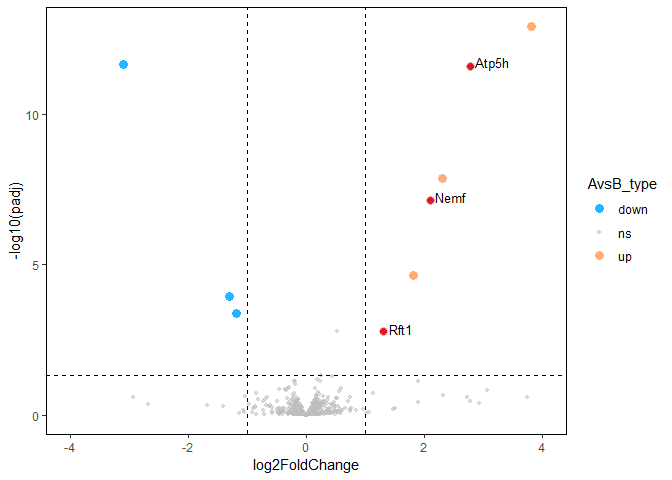 Atp5h
10
AvsB_type
-log10(padj)
Nemf
down
ns
5
up
Rft1
0
-4
-2
0
2
4
log2FoldChange